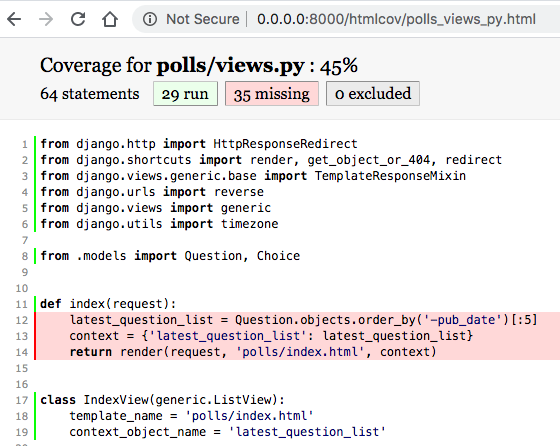 Not Secure | 0.0.0.0:8000/htmlcov/polls_views_py.html
Coverage for polls/views.py : 45%
64 statements 29 run 35 missing 0 excluded
1 from django.http import HttpResponseRedirect
2 from django.shortcuts import render, get_object_or_404, redirect
3 from django.views.generic.base import TemplateResponseMixin
4 from django.urls import reverse
5 from django.views import generic
6 from django.utils import timezone
7
8 from .models import Question, Choice
9
10
11 def index(request):
12     latest_question_list = Question.objects.order_by('-pub_date')[:5]
13     context = {'latest_question_list': latest_question_list}
14     return render(request, 'polls/index.html', context)
15
16
17 class IndexView(generic.ListView):
18     template_name = 'polls/index.html'
19     context_object_name = 'latest_question_list'